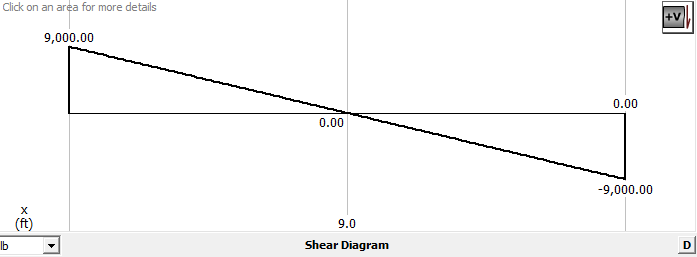 Click on an area for more details
+V
9,000.00
0.00
0.00
-9,000.00
x
(ft)
9.0
lb
Shear Diagram
D